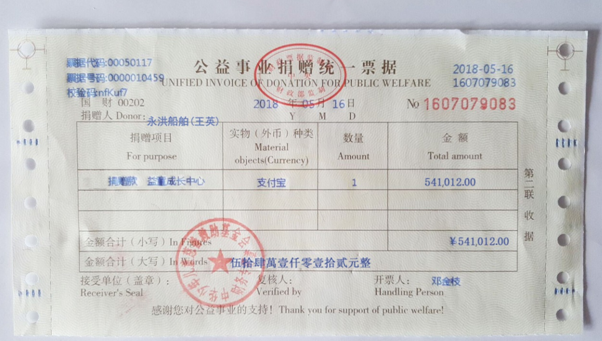 票据代码:00050117
票据号码:0000010459
校验码:nfKuf7
公益事业捐赠统一票据
UNIFIED INVOICE OF DONATION FOR PUBLIC WELFARE
2018-05-16
1607079083
国 财 00202
2018 年 05 月 16 日
Y M D
No 1607079083
捐赠人 Donor: 永洪船舶(王英)
捐赠项目 实物（外币）种类 数量 金 额
For purpose Material objects(Currency) Amount Total amount
捐赠款 益童成长中心 支付宝 1 541,012.00
第二联 收据
金额合计（小写）In Figures ¥541,012.00
金额合计（大写）In Words 伍拾肆萬壹仟零壹拾贰元整
接受单位（盖章）： 复核人： 开票人： 邓金枝
Receiver's Seal Verified by Handling Person
感谢您对公益事业的支持！Thank you for support of public welfare!